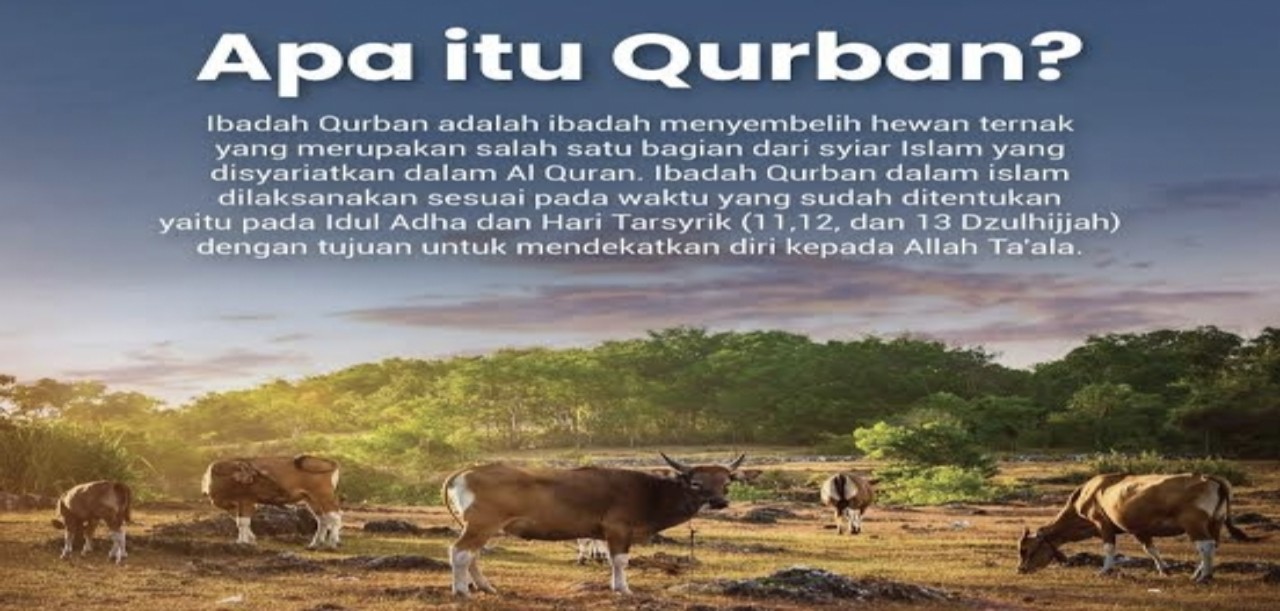 Apa itu Qurban?
Ibadah Qurban adalah ibadah menyembelih hewan ternak
yang merupakan salah satu bagian dari syiar Islam yang
disyariatkan dalam Al Quran. Ibadah Qurban dalam islam
dilaksanakan sesuai pada waktu yang sudah ditentukan
yaitu pada Idul Adha dan Hari Tarsyrik (11,12, dan 13 Dzulhijjah)
dengan tujuan untuk mendekatkan diri kepada Allah Ta'ala.